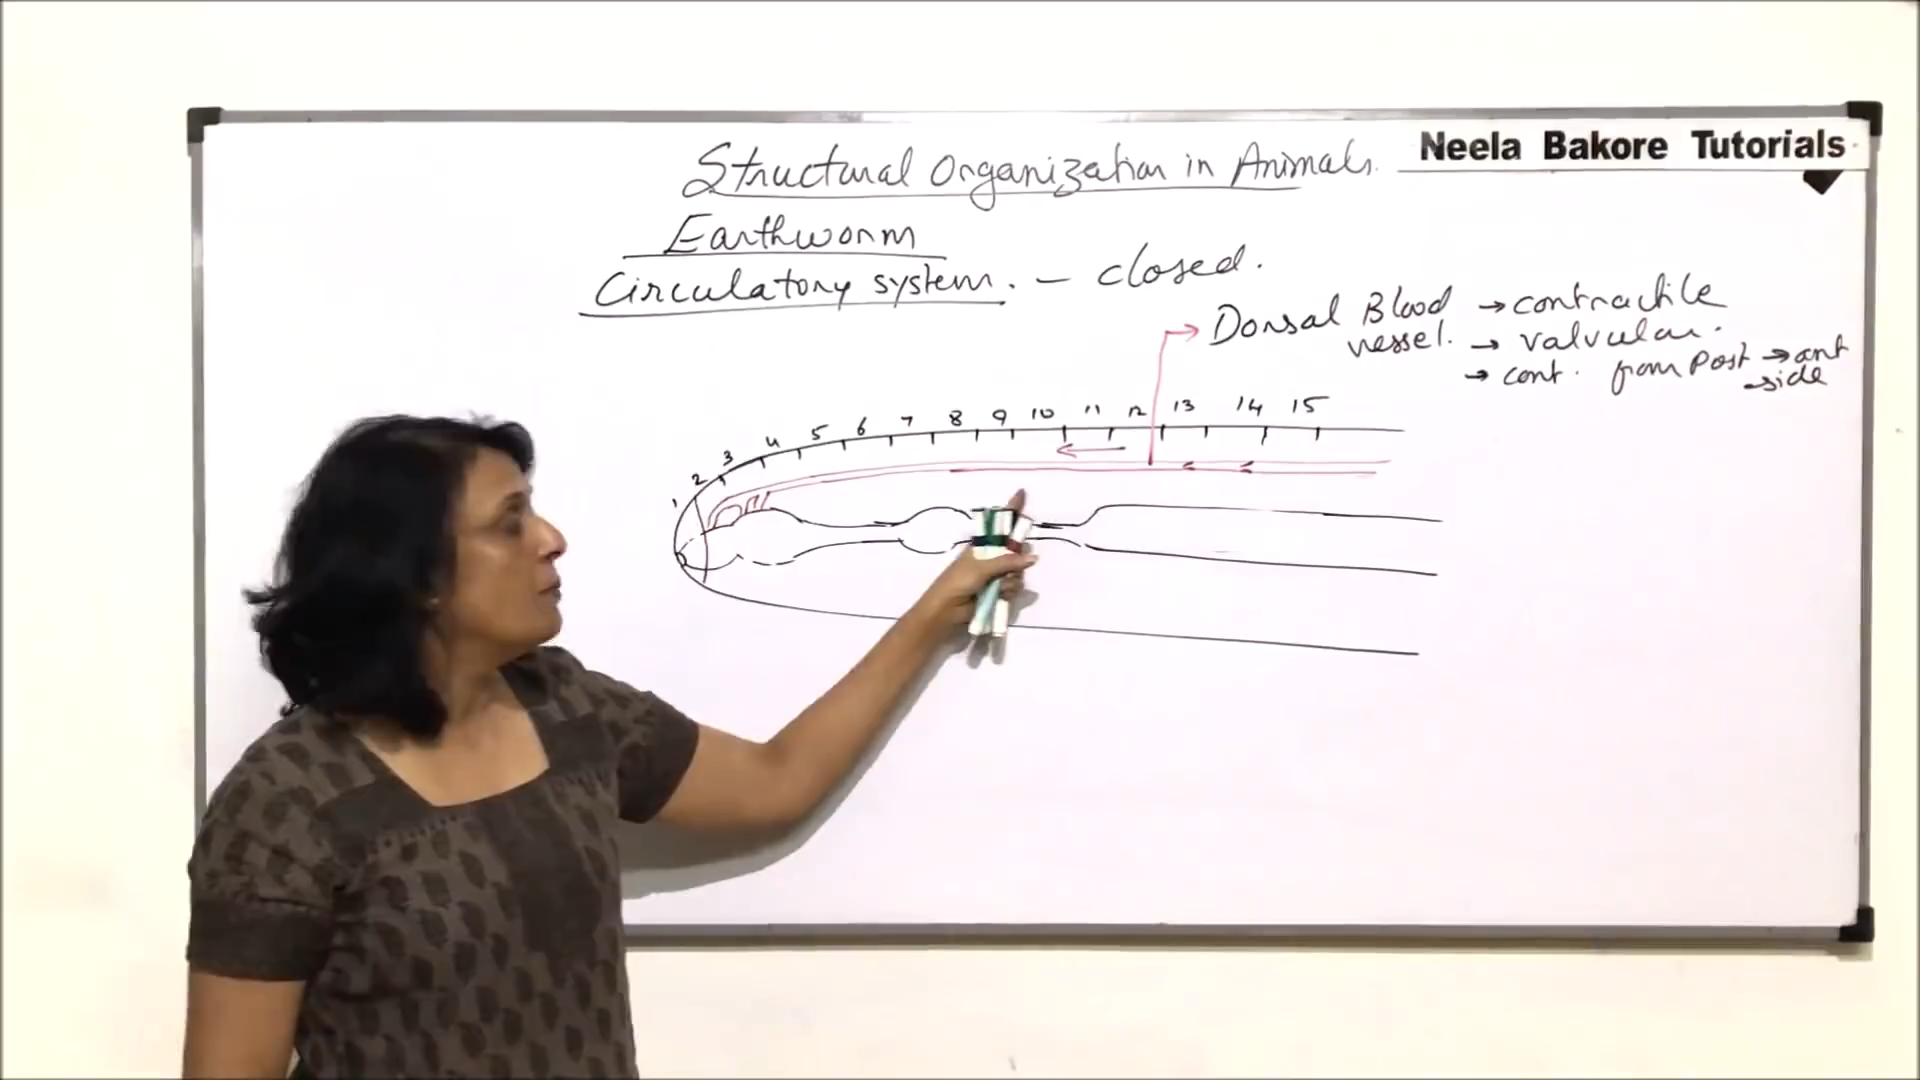 Structural Organization in Animals.
Neela Bakore Tutorials
Earthworm
Circulatory system. – closed.
Dorsal Blood vessel.
→ contractile
→ valvular.
→ cont. from Post → ant side
1 2 3 4 5 6 7 8 9 10 11 12 13 14 15